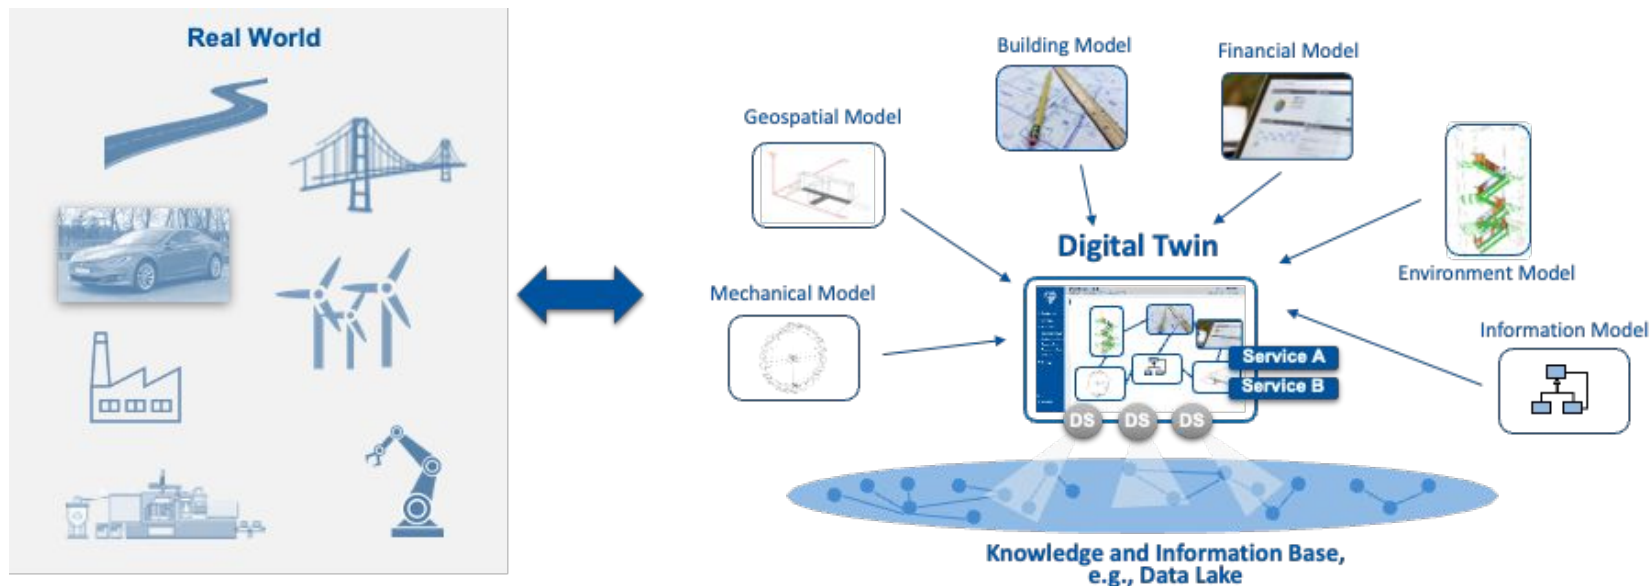 Real World
Building Model
Financial Model
Geospatial Model
Digital Twin
Environment Model
Mechanical Model
Information Model
Service A
Service B
DS
DS
DS
Knowledge and Information Base,
e.g., Data Lake